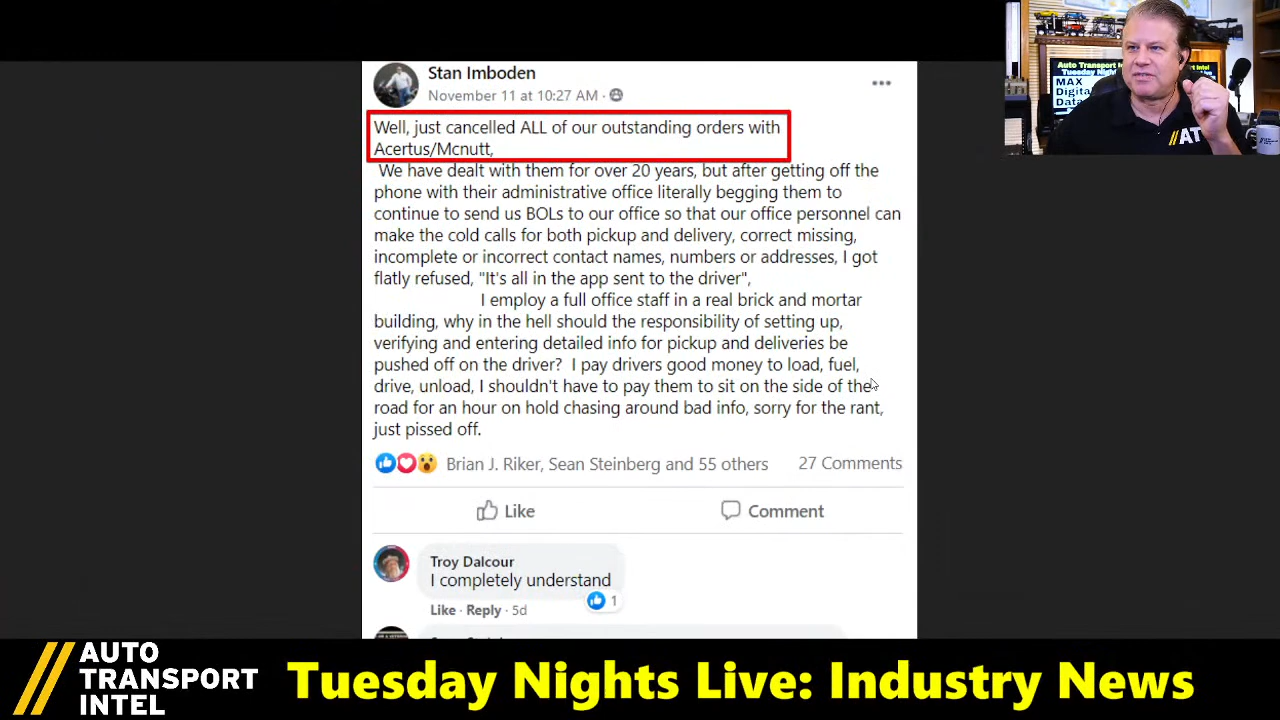 Stan Imboden
November 11 at 10:27 AM ·
Well, just cancelled ALL of our outstanding orders with
Acertus/Mcnutt,
We have dealt with them for over 20 years, but after getting off the
phone with their administrative office literally begging them to
continue to send us BOLs to our office so that our office personnel can
make the cold calls for both pickup and delivery, correct missing,
incomplete or incorrect contact names, numbers or addresses, I got
flatly refused, "It's all in the app sent to the driver",
I employ a full office staff in a real brick and mortar
building, why in the hell should the responsibility of setting up,
verifying and entering detailed info for pickup and deliveries be
pushed off on the driver? I pay drivers good money to load, fuel,
drive, unload, I shouldn't have to pay them to sit on the side of the
road for an hour on hold chasing around bad info, sorry for the rant,
just pissed off.
Brian J. Riker, Sean Steinberg and 55 others 27 Comments
Like Comment
Troy Dalcour
I completely understand
Like · Reply · 5d 1
Auto Transport
Tuesday Nigh
MAX
Digita
Data
AT
AUTO
TRANSPORT
INTEL
Tuesday Nights Live: Industry News